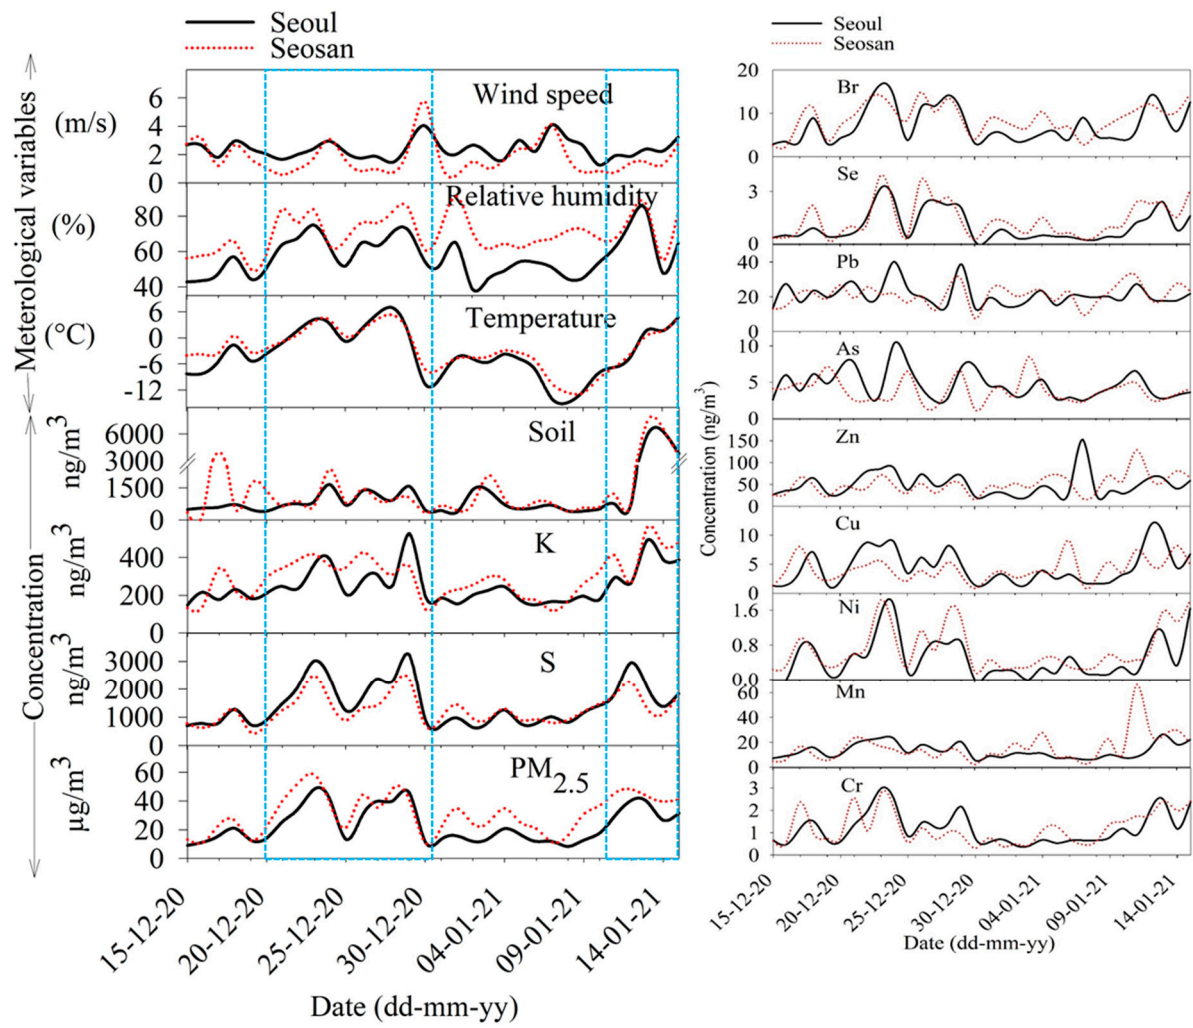 Seoul
Seosan
Meterological variables
(m/s)
Wind speed
6
4
2
0
(%)
Relative humidity
80
60
40
(°C)
Temperature
6
0
-6
-12
Concentration
ng/m³
Soil
6000
3000
1500
0
ng/m³
K
400
200
0
ng/m³
S
3000
2000
1000
0
µg/m³
PM2.5
60
40
20
0
15-12-20
20-12-20
25-12-20
30-12-20
04-01-21
09-01-21
14-01-21
Date (dd-mm-yy)
Seoul
Seosan
Concentration (ng/m³)
Br
20
10
0
Se
3
0
Pb
40
20
0
As
10
5
0
Zn
150
100
50
0
Cu
10
5
0
Ni
1.6
0.8
0.0
Mn
60
40
20
0
Cr
3
2
1
0
15-12-20
20-12-20
25-12-20
30-12-20
04-01-21
09-01-21
14-01-21
Date (dd-mm-yy)